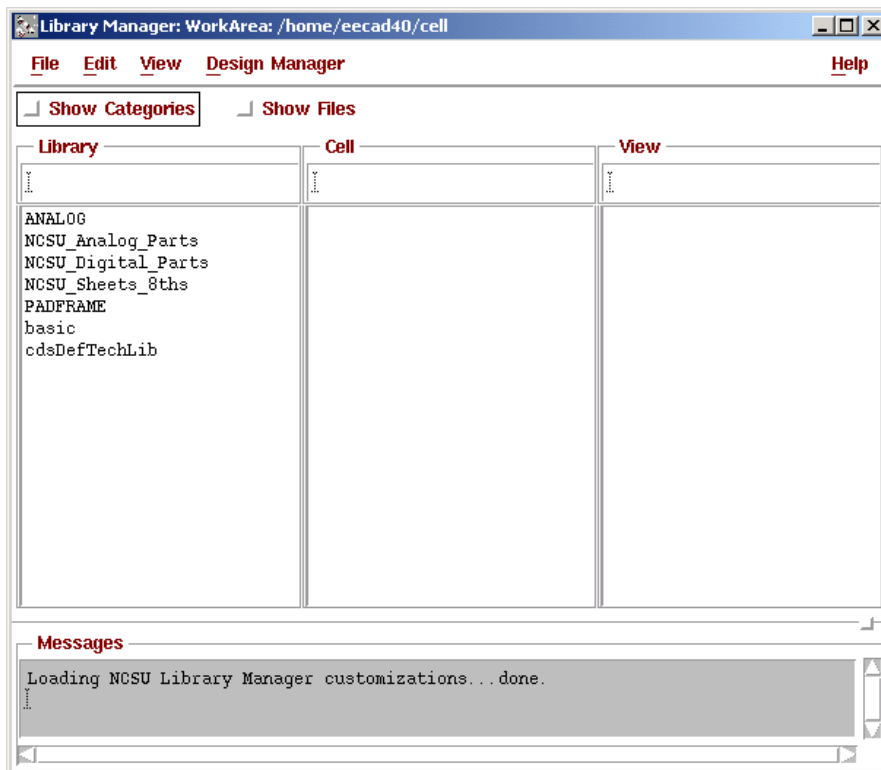 Library Manager: WorkArea: /home/eecad40/cell
File Edit View Design Manager Help
Show Categories Show Files
Library Cell View
ANALOG
NCSU_Analog_Parts
NCSU_Digital_Parts
NCSU_Sheets_8ths
PADFRAME
basic
cdsDefTechLib
Messages
Loading NCSU Library Manager customizations...done.